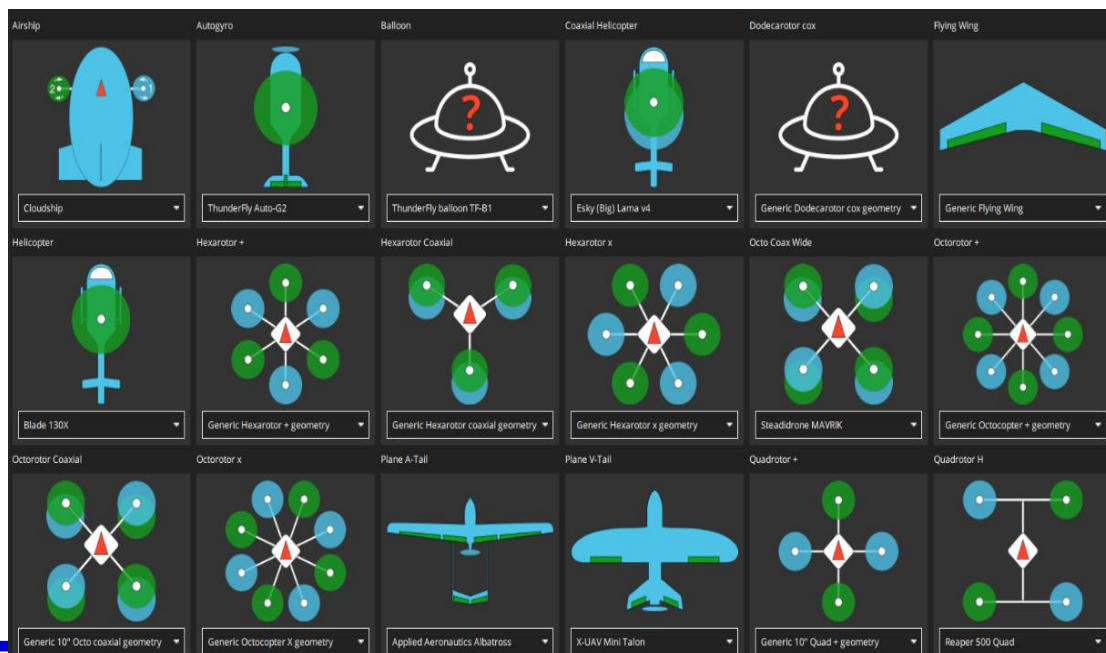 Airship
Autogyro
Balloon
Coaxial Helicopter
Dodecarotor cox
Flying Wing
2
1
?
?
Cloudship
ThunderFly Auto-G2
ThunderFly balloon TF-B1
Esky (Big) Lama v4
Generic Dodecarotor cox geometry
Generic Flying Wing
Helicopter
Hexarotor +
Hexarotor Coaxial
Hexarotor x
Octo Coax Wide
Octorotor +
Blade 130X
Generic Hexarotor + geometry
Generic Hexarotor coaxial geometry
Generic Hexarotor x geometry
Steadidrone MAVRIK
Generic Octocopter + geometry
Octorotor Coaxial
Octorotor x
Plane A-Tail
Plane V-Tail
Quadrotor +
Quadrotor H
Generic 10" Octo coaxial geometry
Generic Octocopter X geometry
Applied Aeronautics Albatross
X-UAV Mini Talon
Generic 10" Quad + geometry
Reaper 500 Quad